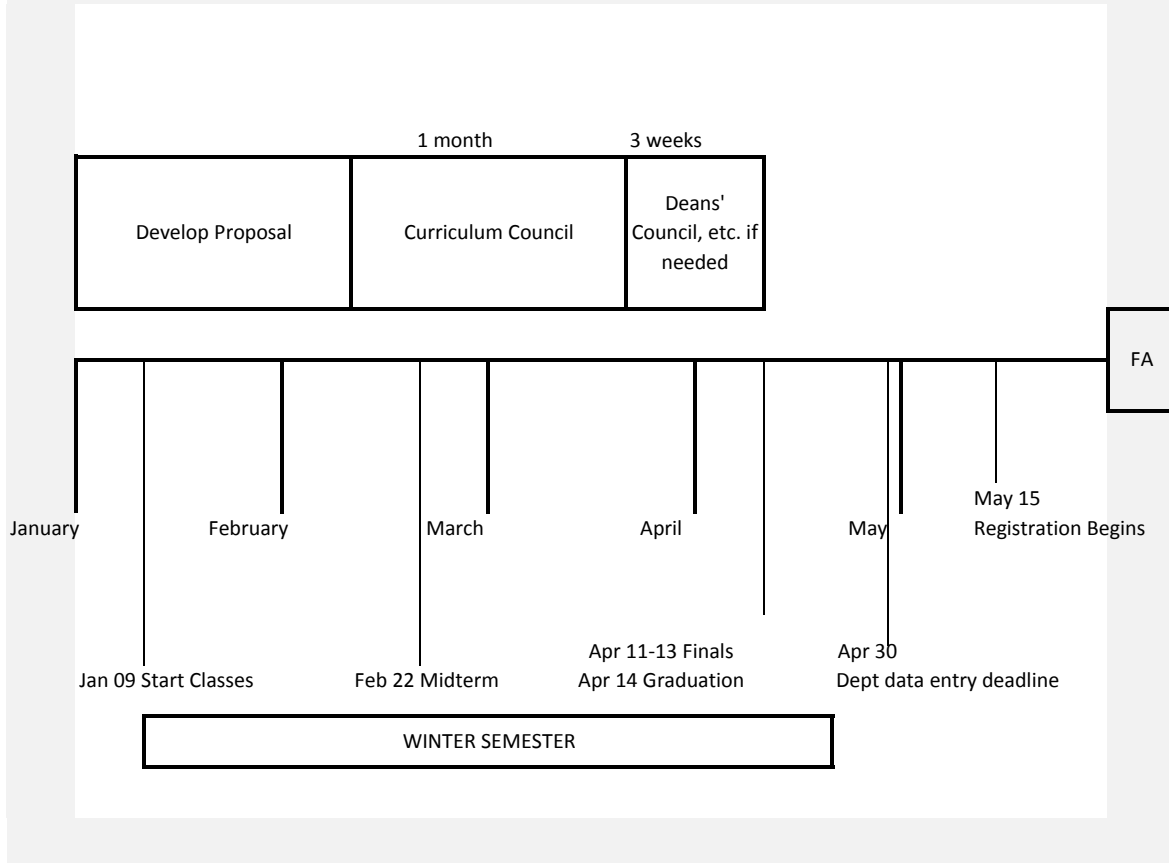 1 month
3 weeks
Develop Proposal
Curriculum Council
Deans'
Council, etc. if
needed
FA
January
February
March
April
May
May 15
Registration Begins
Jan 09 Start Classes
Feb 22 Midterm
Apr 11-13 Finals
Apr 14 Graduation
Apr 30
Dept data entry deadline
WINTER SEMESTER